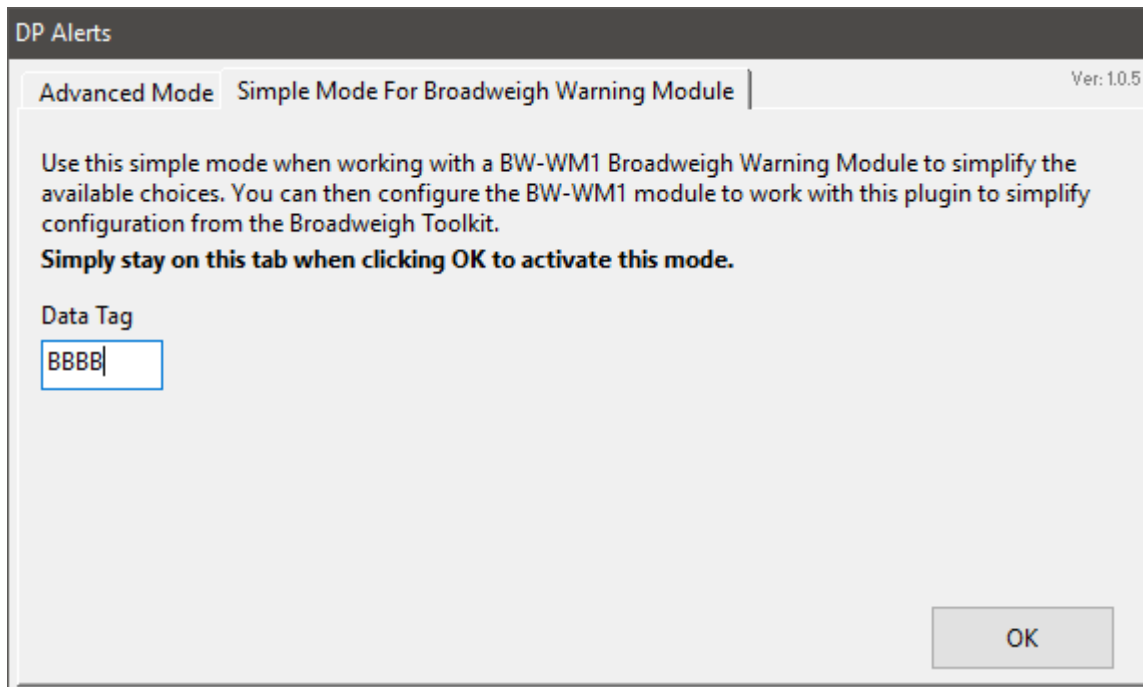 DP Alerts
Advanced Mode Simple Mode For Broadweigh Warning Module
Ver: 1.0.5
Use this simple mode when working with a BW-WM1 Broadweigh Warning Module to simplify the
available choices. You can then configure the BW-WM1 module to work with this plugin to simplify
configuration from the Broadweigh Toolkit.
Simply stay on this tab when clicking OK to activate this mode.
Data Tag
BBBB
OK